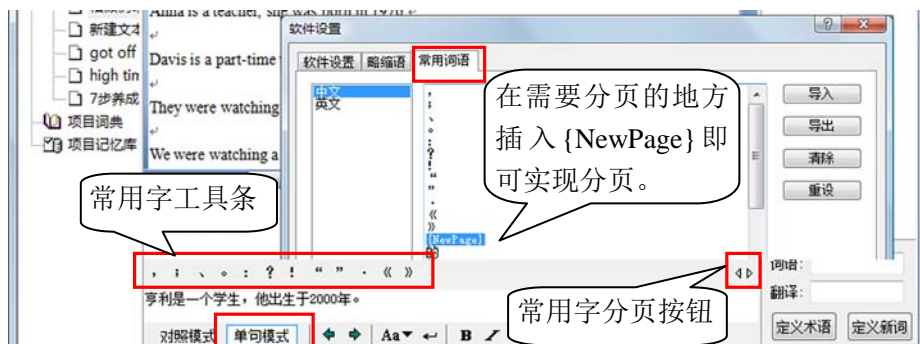 Anna is a teacher, she was born in 1970
新建文本
got off
high tim
7步养成
项目词典
项目记忆库
Davis is a part-time
They were watching
We were watching a
软件设置
软件设置 略缩语 常用词语
中文
英文
，
；
、
。
：
？
！
“
”
·
《
》
{NewPage}
导入
导出
清除
重设
在需要分页的地方
插入{NewPage}即
可实现分页。
常用字工具条
， ； 、 。 ： ？ ！ “ ” · 《 》
常用字分页按钮
亨利是一个学生，他出生于2000年。
对照模式 单句模式 Aa B I
词语：
翻译：
定义术语 定义新词